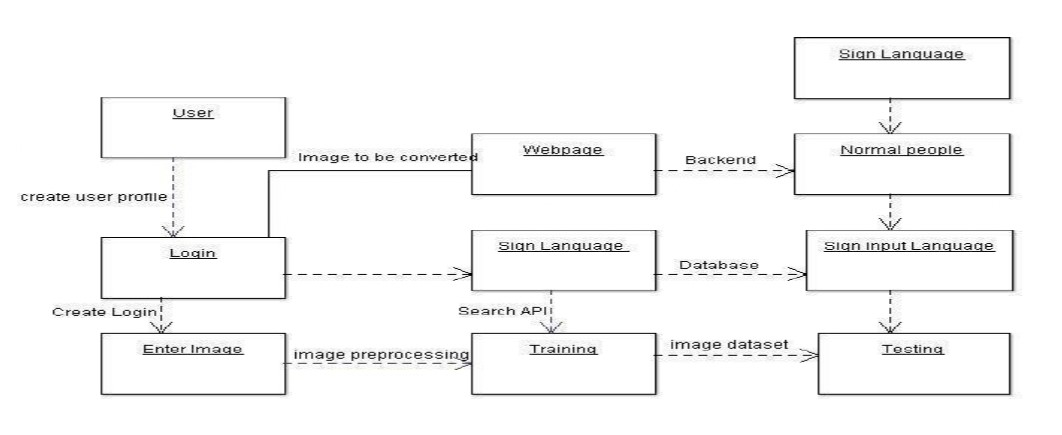 Sign Language
User
Image to be converted
Webpage
Backend
Normal people
create user profile
Login
Sign Language
Database
Sign Input Language
Create Login
Search API
Enter Image
image preprocessing
Training
image dataset
Testing